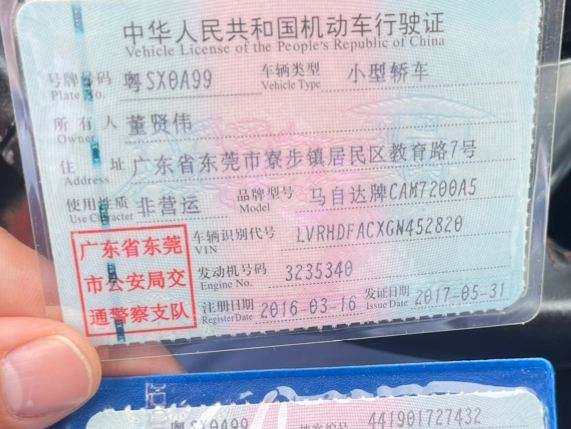 中华人民共和国机动车行驶证
Vehicle License of the People's Republic of China
号牌号码 粤SX0A99 车辆类型 小型轿车
Plate No. Vehicle Type
所有人 董贤伟
Owner
住址 广东省东莞市寮步镇居民区教育路7号
Address
使用性质 非营运 品牌型号 马自达牌CAM7200A5
Use Character Model
广东省东莞
市公安局交
通警察支队
车辆识别代号 LVRHDFACXGN452820
VIN
发动机号码 3235340
Engine No.
注册日期 2016-03-16 发证日期 2017-05-31
Register Date Issue Date
441901727432